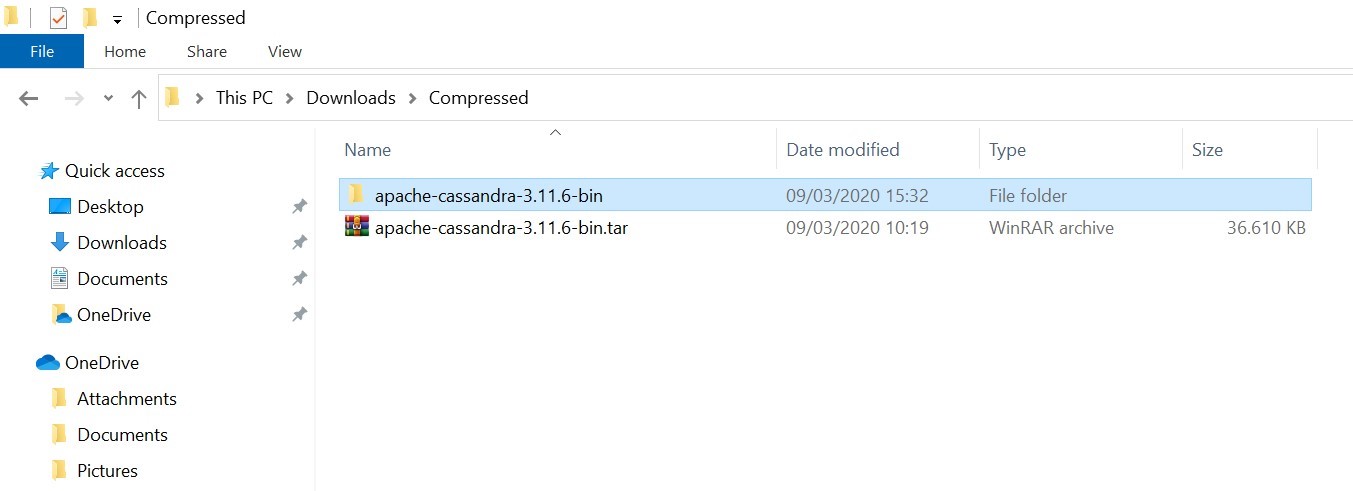 Compressed
File Home Share View
This PC Downloads Compressed
Name Date modified Type Size
Quick access
Desktop
Downloads
Documents
OneDrive
OneDrive
Attachments
Documents
Pictures
apache-cassandra-3.11.6-bin 09/03/2020 15:32 File folder
apache-cassandra-3.11.6-bin.tar 09/03/2020 10:19 WinRAR archive 36.610 KB